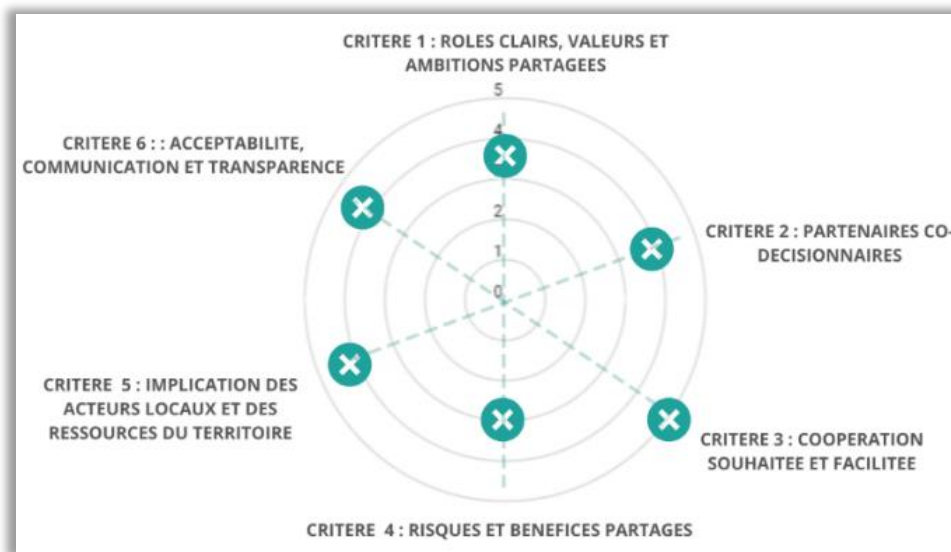 CRITERE 1 : ROLES CLAIRS, VALEURS ET
AMBITIONS PARTAGEES
5
4
CRITERE 6 : : ACCEPTABILITE,
COMMUNICATION ET TRANSPARENCE
2
CRITERE 2 : PARTENAIRES CO-
DECISIONNAIRES
1
0
CRITERE 5 : IMPLICATION DES
ACTEURS LOCAUX ET DES
RESSOURCES DU TERRITOIRE
CRITERE 3 : COOPERATION
SOUHAITEE ET FACILITEE
CRITERE 4 : RISQUES ET BENEFICES PARTAGES